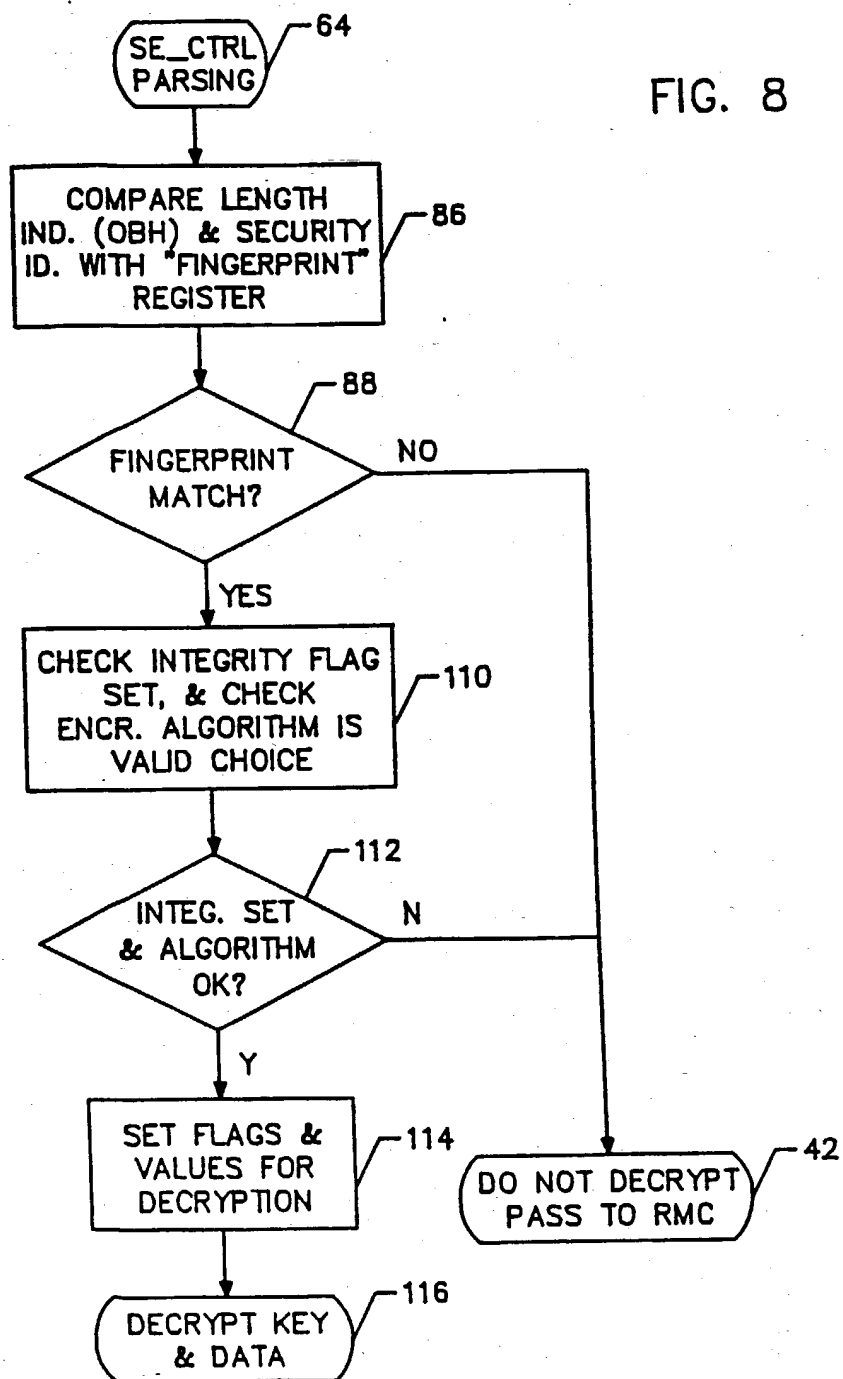 SE_CTRL
PARSING
64
FIG. 8
COMPARE LENGTH
IND. (OBH) & SECURITY
ID. WITH "FINGERPRINT"
REGISTER
86
FINGERPRINT
MATCH?
88
NO
YES
CHECK INTEGRITY FLAG
SET, & CHECK
ENCR. ALGORITHM IS
VALID CHOICE
110
INTEG. SET
& ALGORITHM
OK?
112
N
Y
SET FLAGS &
VALUES FOR
DECRYPTION
114
DO NOT DECRYPT
PASS TO RMC
42
DECRYPT KEY
& DATA
116